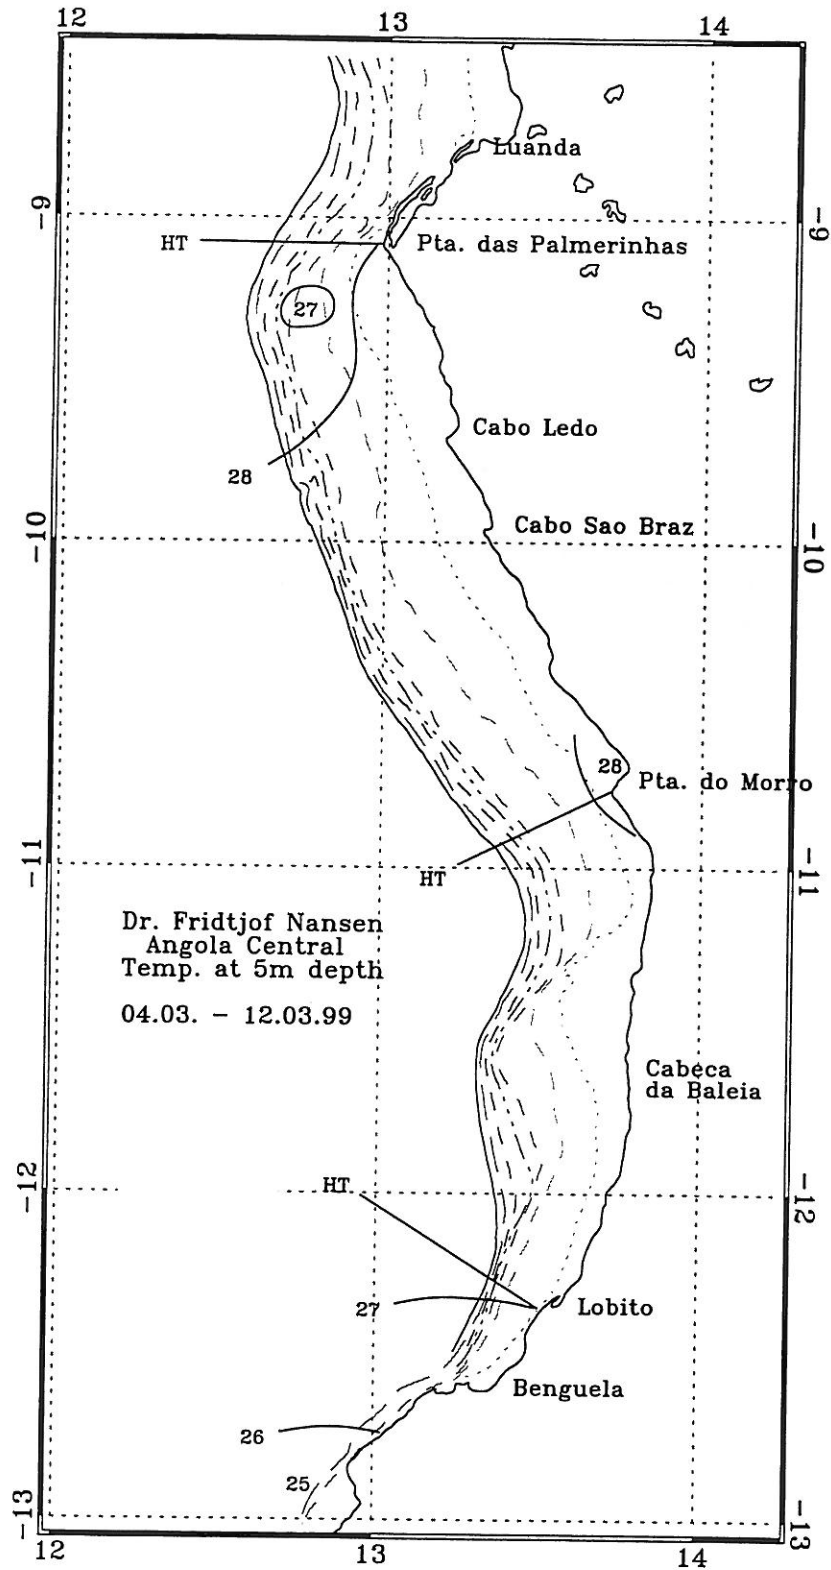 12 13 14
Luanda
-9 -9
HT Pta. das Palmerinhas
27
Cabo Ledo
28
Cabo Sao Braz
-10 -10
28
Pta. do Morro
-11 -11
HT
Dr. Fridtjof Nansen
Angola Central
Temp. at 5m depth
04.03. - 12.03.99
Cabeca
da Baleia
HT
-12 -12
27 Lobito
Benguela
26
25
-13 -13
12 13 14